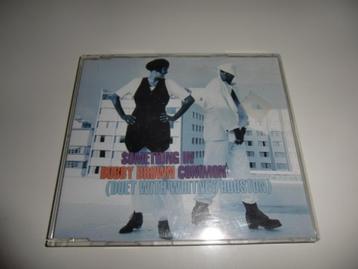 SOMETHING IN
BOBBY BROWN COMMON
(DUET WITH WHITNEY HOUSTON)